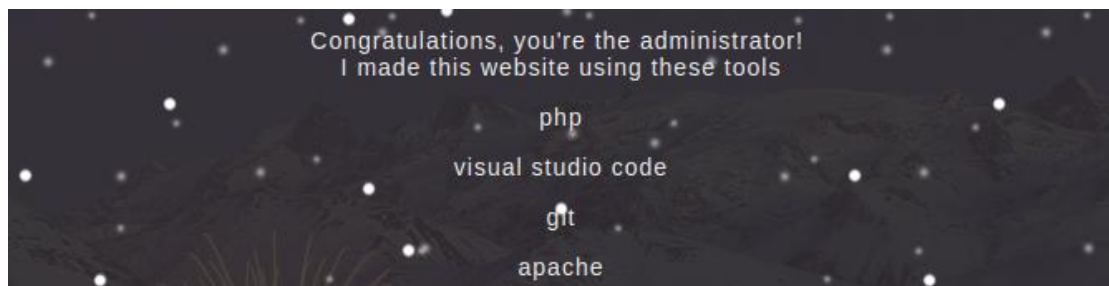 Congratulations, you're the administrator!
I made this website using these tools
php
visual studio code
git
apache